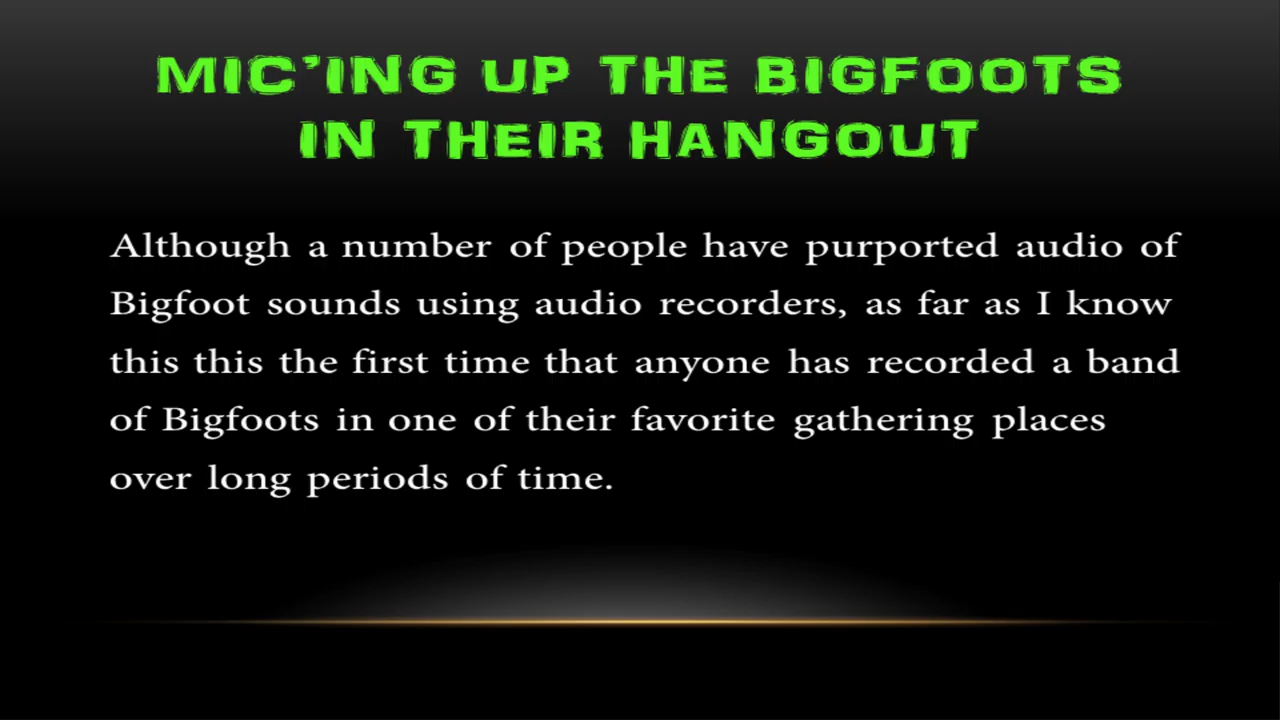 MIC'ING UP THE BIGFOOTS
IN THEIR HANGOUT
Although a number of people have purported audio of
Bigfoot sounds using audio recorders, as far as I know
this this the first time that anyone has recorded a band
of Bigfoots in one of their favorite gathering places
over long periods of time.